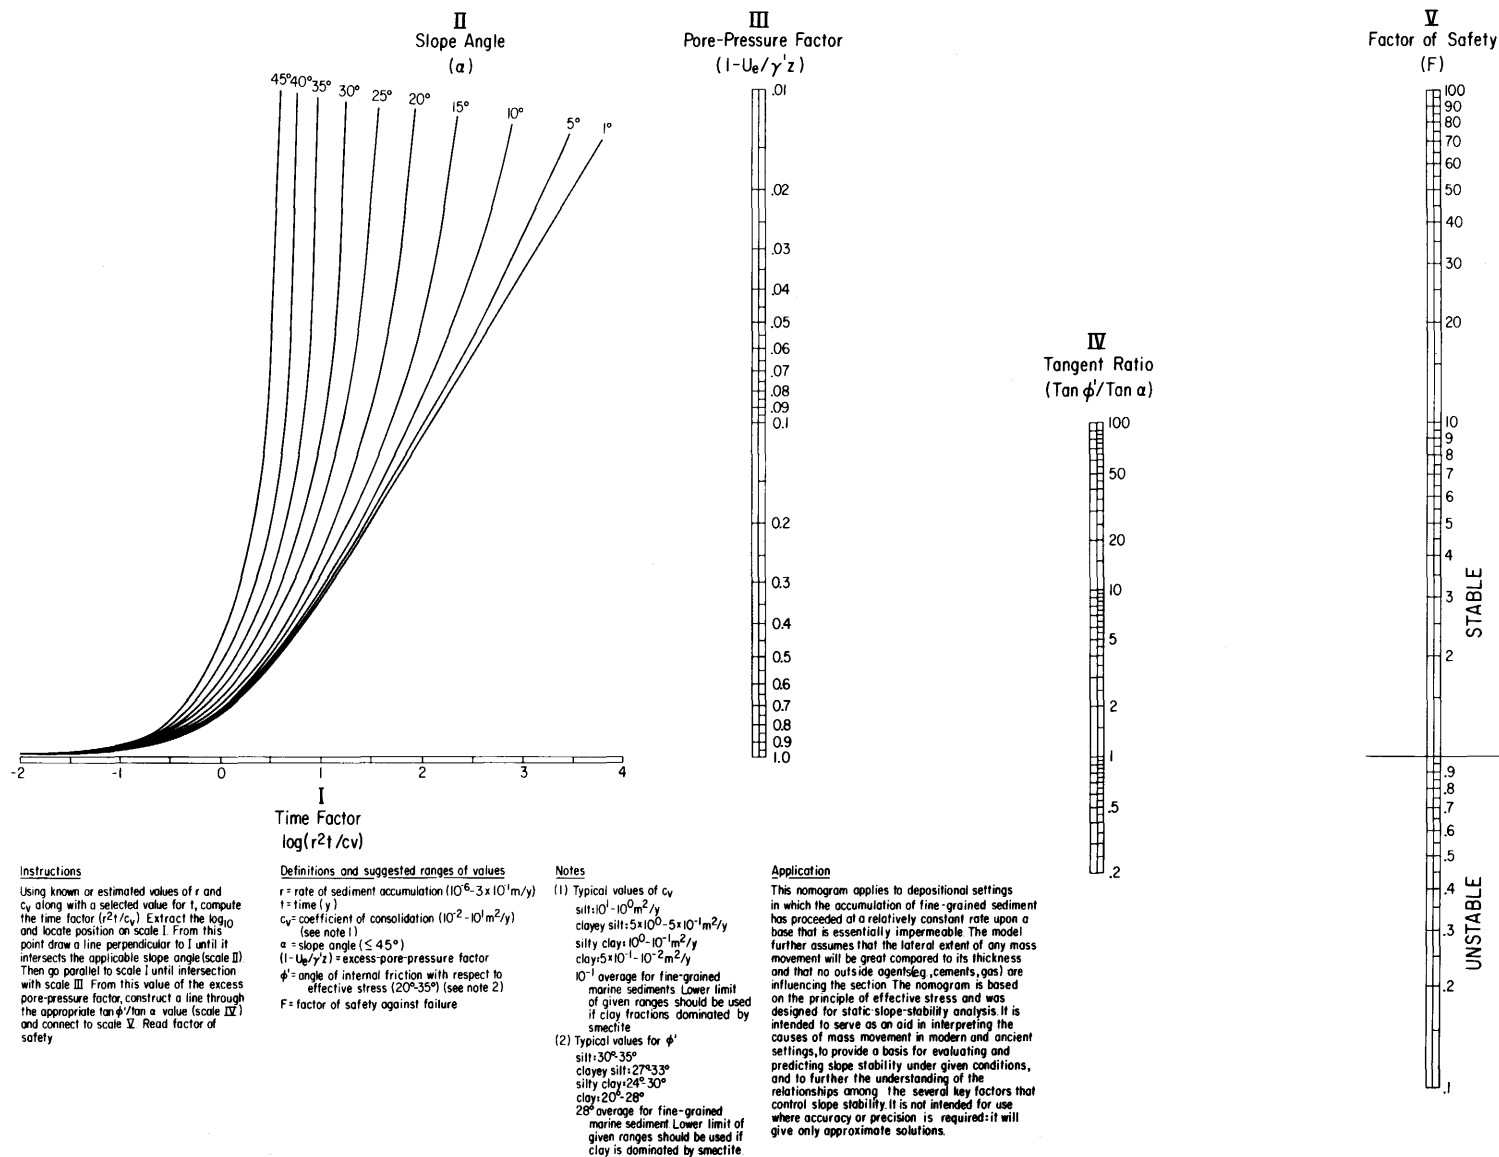 II
Slope Angle
(α)
III
Pore-Pressure Factor
(1-Ue/γ'z)
V
Factor of Safety
(F)
45° 40° 35° 30° 25° 20° 15° 10° 5° 1°
.01
.02
.03
.04
.05
.06
.07
.08
.09
0.1
0.2
0.3
0.4
0.5
0.6
0.7
0.8
0.9
1.0
IV
Tangent Ratio
(Tan ϕ'/Tan α)
100
50
20
10
5
2
1
.5
.2
100
90
80
70
60
50
40
30
20
10
9
8
7
6
5
4
3
2
1
.9
.8
.7
.6
.5
.4
.3
.2
.1
STABLE
UNSTABLE
-2 -1 0 1 2 3 4
I
Time Factor
log(r²t/cv)
Instructions
Using known or estimated values of r and
cv along with a selected value for t, compute
the time factor (r²t/cv) Extract the log10
and locate position on scale I. From this
point draw a line perpendicular to I until it
intersects the applicable slope angle (scale II)
Then go parallel to scale I until intersection
with scale III From this value of the excess
pore-pressure factor, construct a line through
the appropriate tan ϕ'/tan α value (scale IV)
and connect to scale V. Read factor of
safety
Definitions and suggested ranges of values
r = rate of sediment accumulation (10⁻⁶-3 x 10⁻¹m/y)
t = time (y)
cv = coefficient of consolidation (10⁻²-10¹m²/y)
(see note 1)
α = slope angle (≤ 45°)
(1-Ue/γ'z) = excess-pore-pressure factor
ϕ' = angle of internal friction with respect to
effective stress (20°-35°) (see note 2)
F = factor of safety against failure
Notes
(1) Typical values of cv
silt: 10¹-10⁰m²/y
clayey silt: 5x10⁰-5x10⁻¹m²/y
silty clay: 10⁰-10⁻¹m²/y
clay: 5x10⁻¹-10⁻²m²/y
10⁻¹ average for fine-grained
marine sediments Lower limit
of given ranges should be used
if clay fractions dominated by
smectite
(2) Typical values for ϕ'
silt: 30°-35°
clayey silt: 27°-33°
silty clay: 24°-30°
clay: 20°-28°
28° average for fine-grained
marine sediment. Lower limit of
given ranges should be used if
clay is dominated by smectite
Application
This nomogram applies to depositional settings
in which the accumulation of fine-grained sediment
has proceeded at a relatively constant rate upon a
base that is essentially impermeable The model
further assumes that the lateral extent of any mass
movement will be great compared to its thickness
and that no outside agents(eg., cements, gas) are
influencing the section The nomogram is based
on the principle of effective stress and was
designed for static slope-stability analysis. It is
intended to serve as an aid in interpreting the
causes of mass movement in modern and ancient
settings, to provide a basis for evaluating and
predicting slope stability under given conditions,
and to further the understanding of the
relationships among the several key factors that
control slope stability. It is not intended for use
where accuracy or precision is required: it will
give only approximate solutions.